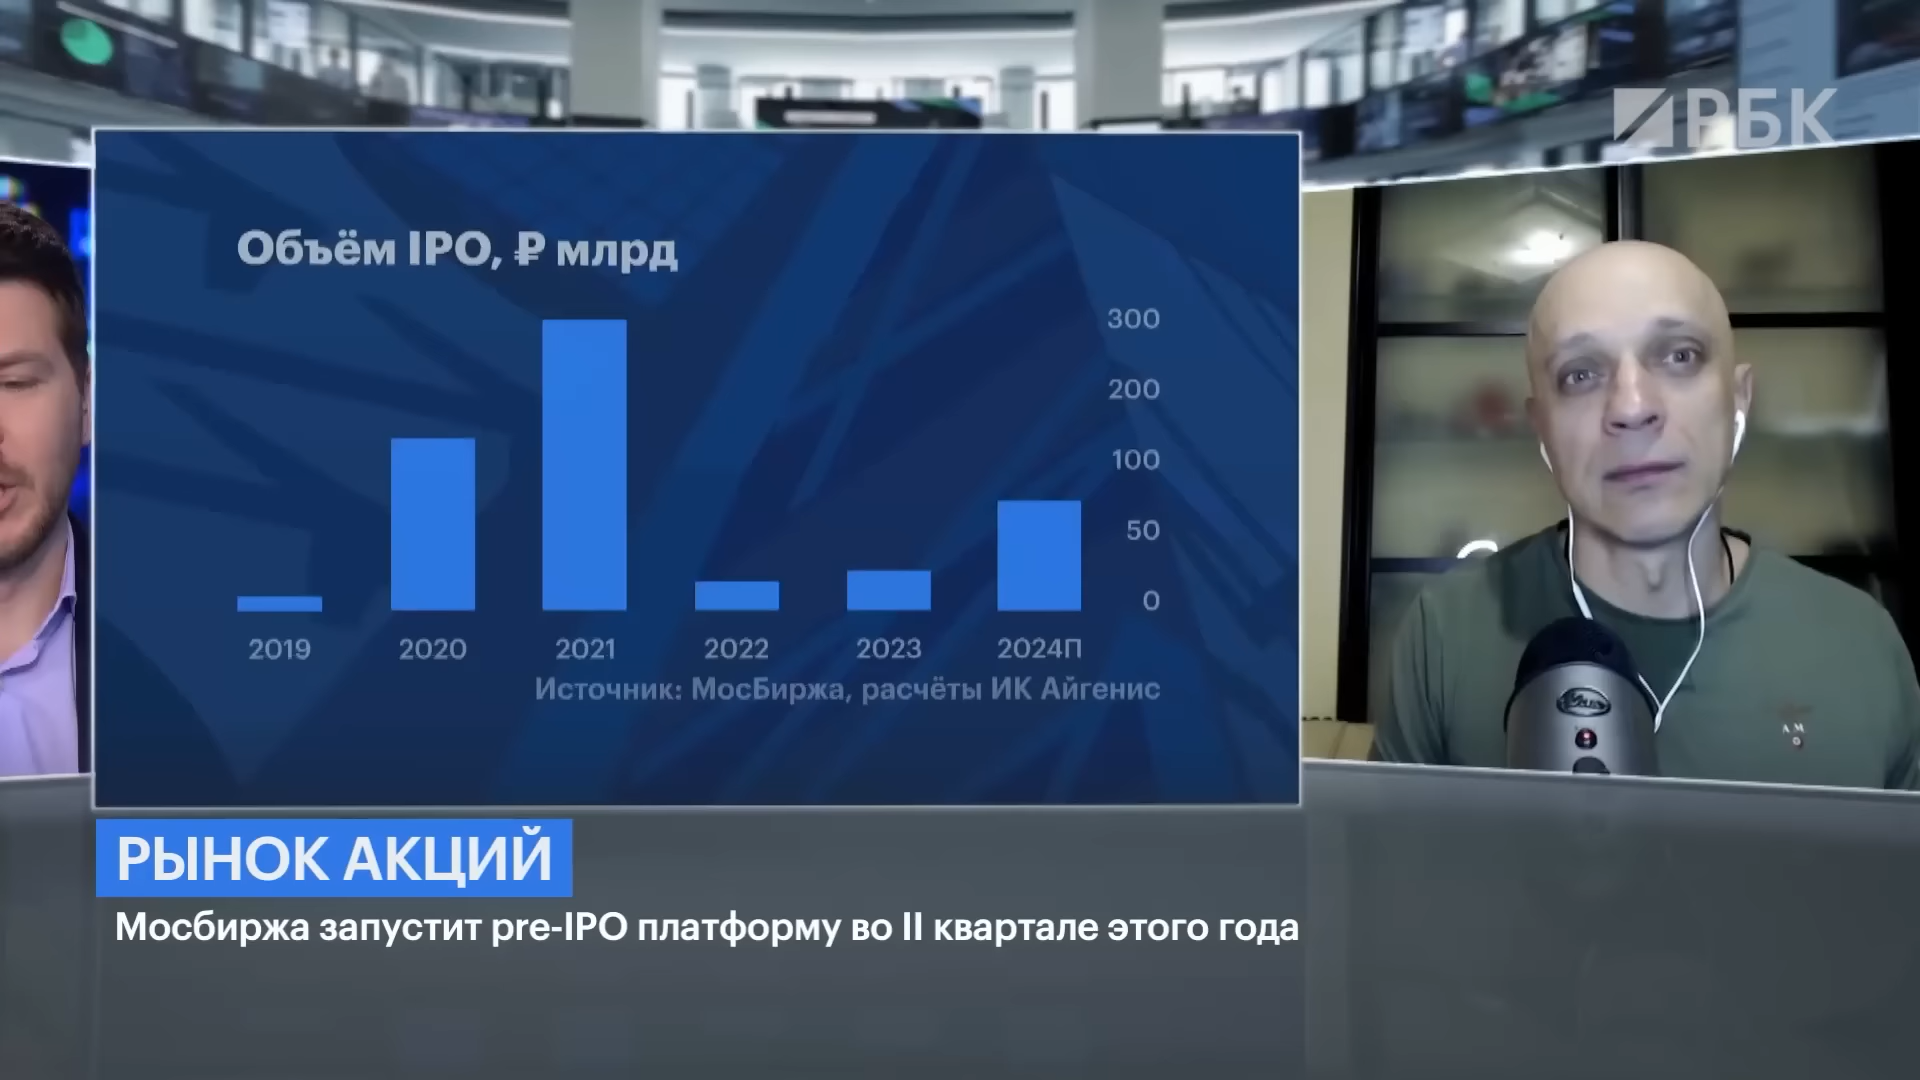 РБК
Объём IPO, ₽ млрд
300
200
100
50
0
2019 2020 2021 2022 2023 2024П
Источник: МосБиржа, расчёты ИК Айгенис
AM
РЫНОК АКЦИЙ
Мосбиржа запустит pre-IPO платформу во II квартале этого года